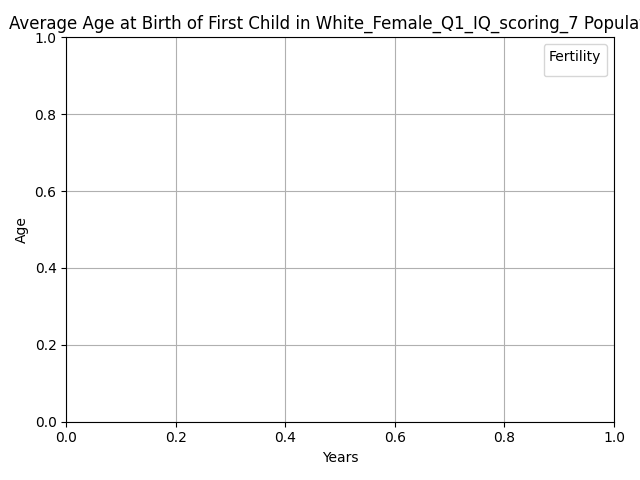 Average Age at Birth of First Child in White_Female_Q1_IQ_scoring_7 Popula
Fertility
1.0
0.8
0.6
0.4
0.2
0.0
Age
0.0 0.2 0.4 0.6 0.8 1.0
Years